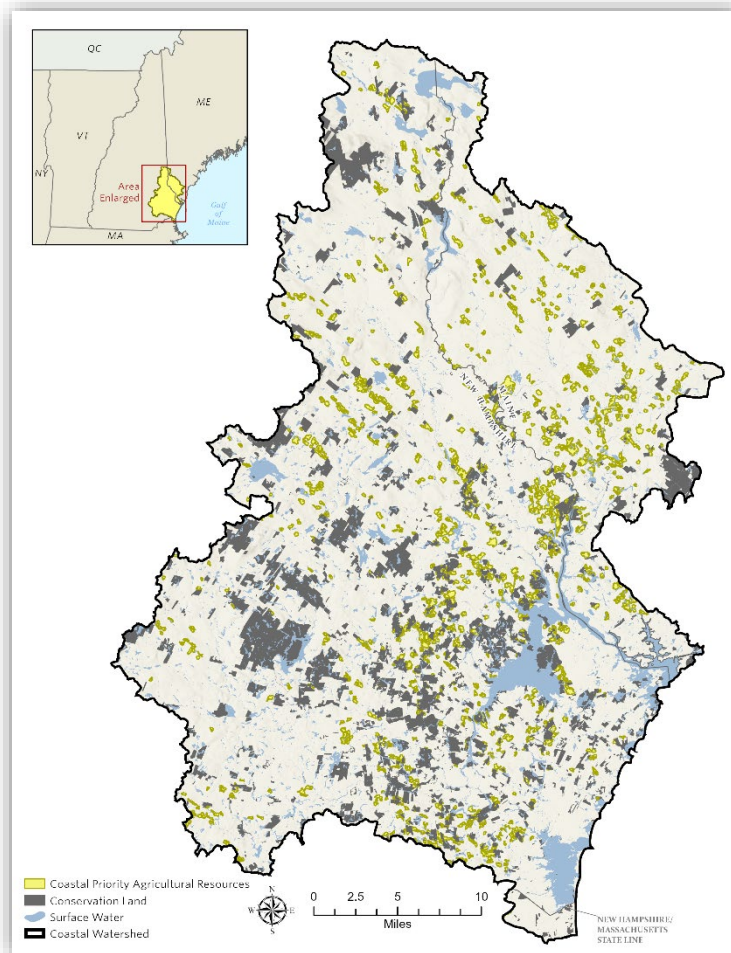 QC
ME
VT
NY
Area
Enlarged
Gulf
of
Maine
MA
MAINE
NEW HAMPSHIRE
Coastal Priority Agricultural Resources
Conservation Land
Surface Water
Coastal Watershed
N
W
E
S
0
2.5
5
10
Miles
NEW HAMPSHIRE/
MASSACHUSETTS
STATE LINE